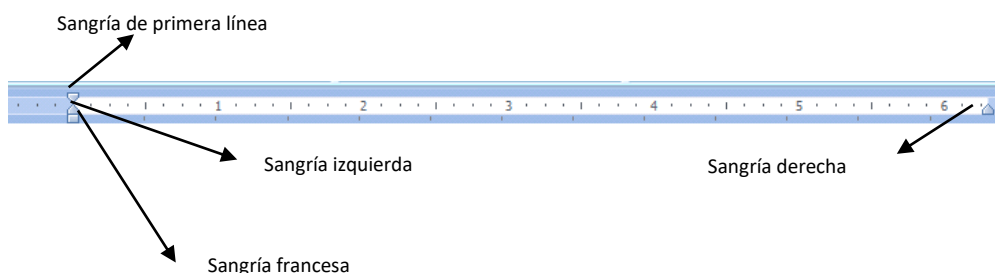 Sangría de primera línea
1 2 3 4 5 6
Sangría izquierda
Sangría derecha
Sangría francesa